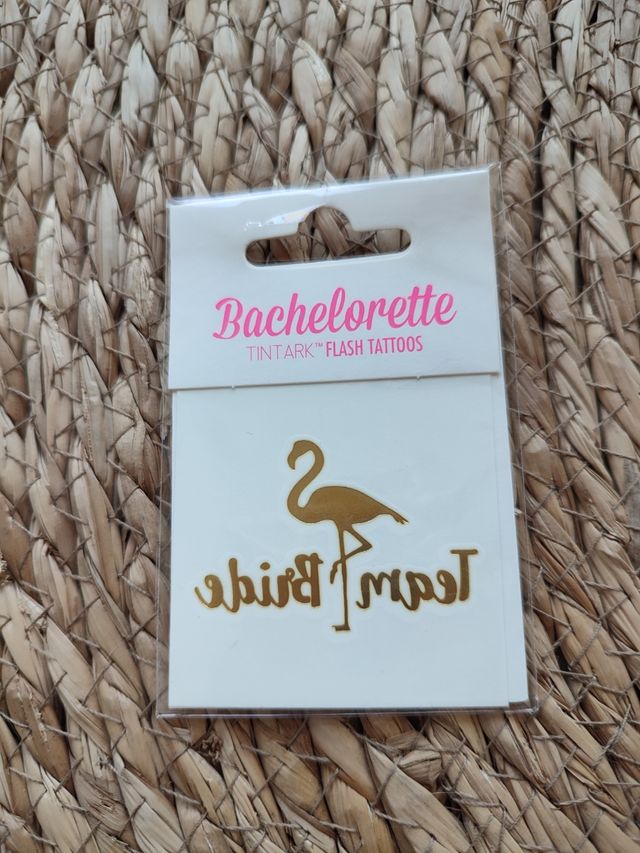 Bachelorette
TINTARK™ FLASH TATTOOS
Team Bride